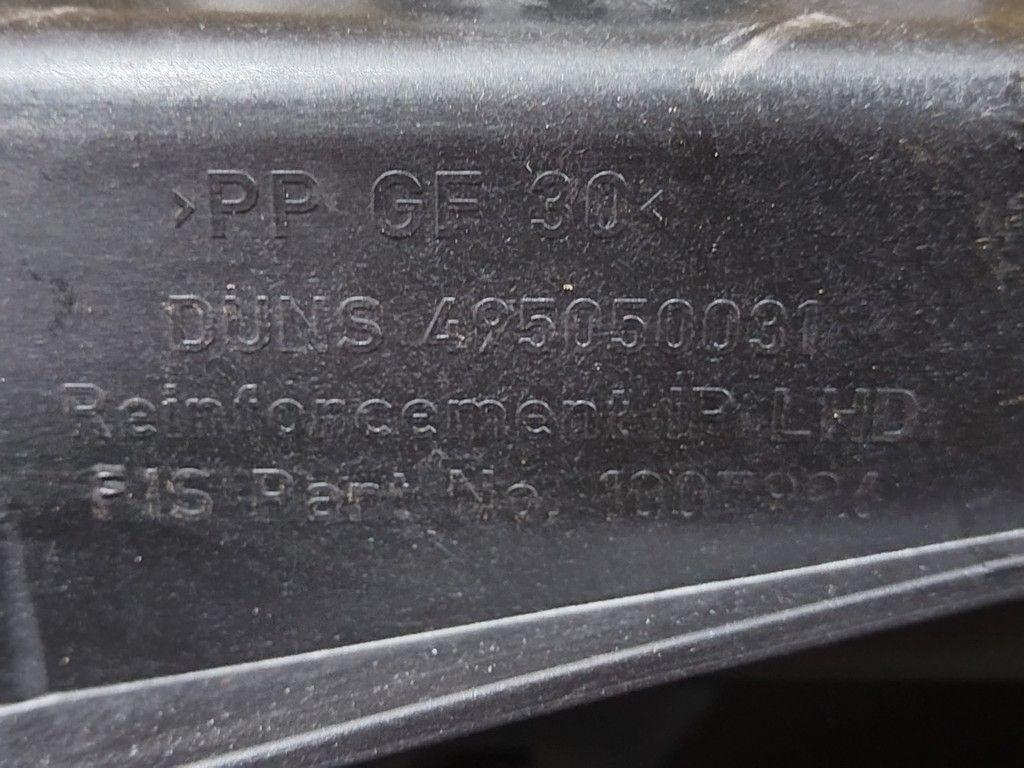 >PP GF 30<
DUNS 495050031
Reinforcement IP LHD
FIS Part No.